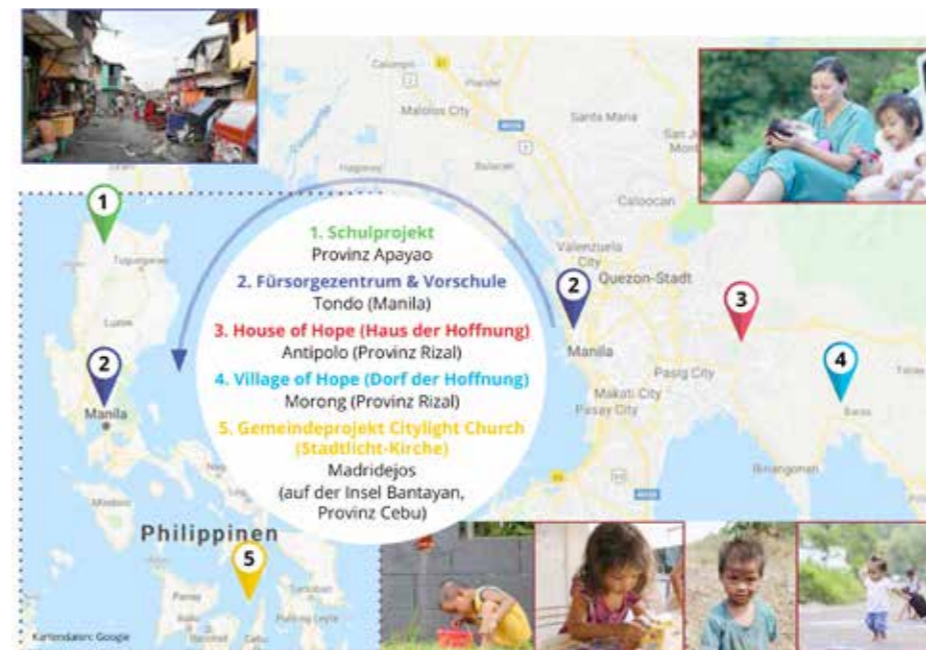 1. Schulprojekt
Provinz Apayao
2. Fürsorgezentrum & Vorschule
Tondo (Manila)
3. House of Hope (Haus der Hoffnung)
Antipolo (Provinz Rizal)
4. Village of Hope (Dorf der Hoffnung)
Morong (Provinz Rizal)
5. Gemeindeprojekt Citylight Church
(Stadtlicht-Kirche)
Madridejos
(auf der Insel Bantayan,
Provinz Cebu)
1
2
Manila
Philippinen
5
Panay
Cebu
Kartendaten: Google
Malolos City
Santa Maria
Caloocan
Valenzuela
City
Quezon-Stadt
2
3
4
Manila
Pasig City
Makati City
Pasay City
Baras
Binangonan